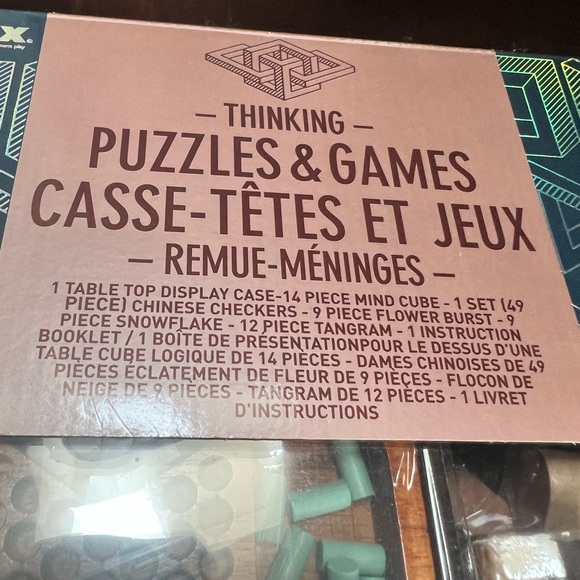 X®
– THINKING –
PUZZLES & GAMES
CASSE-TÊTES ET JEUX
– REMUE-MÉNINGES –
1 TABLE TOP DISPLAY CASE-14 PIECE MIND CUBE - 1 SET (49
PIECE) CHINESE CHECKERS - 9 PIECE FLOWER BURST - 9
PIECE SNOWFLAKE - 12 PIECE TANGRAM - 1 INSTRUCTION
BOOKLET / 1 BOÎTE DE PRÉSENTATIONPOUR LE DESSUS D'UNE
TABLE CUBE LOGIQUE DE 14 PIÈCES - DAMES CHINOISES DE 49
PIÈCES ÉCLATEMENT DE FLEUR DE 9 PIÈCES - FLOCON DE
NEIGE DE 9 PIÈCES - TANGRAM DE 12 PIÈCES - 1 LIVRET
D'INSTRUCTIONS